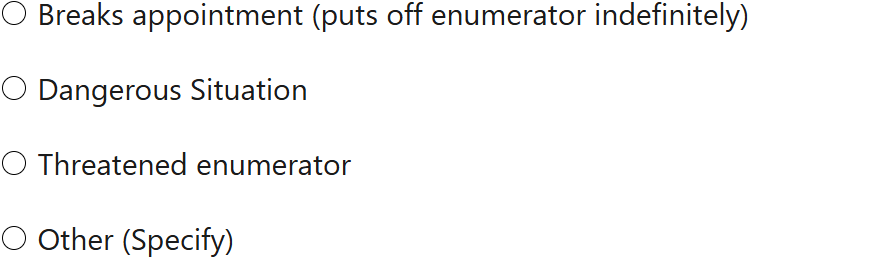 Breaks appointment (puts off enumerator indefinitely)
Dangerous Situation
Threatened enumerator
Other (Specify)